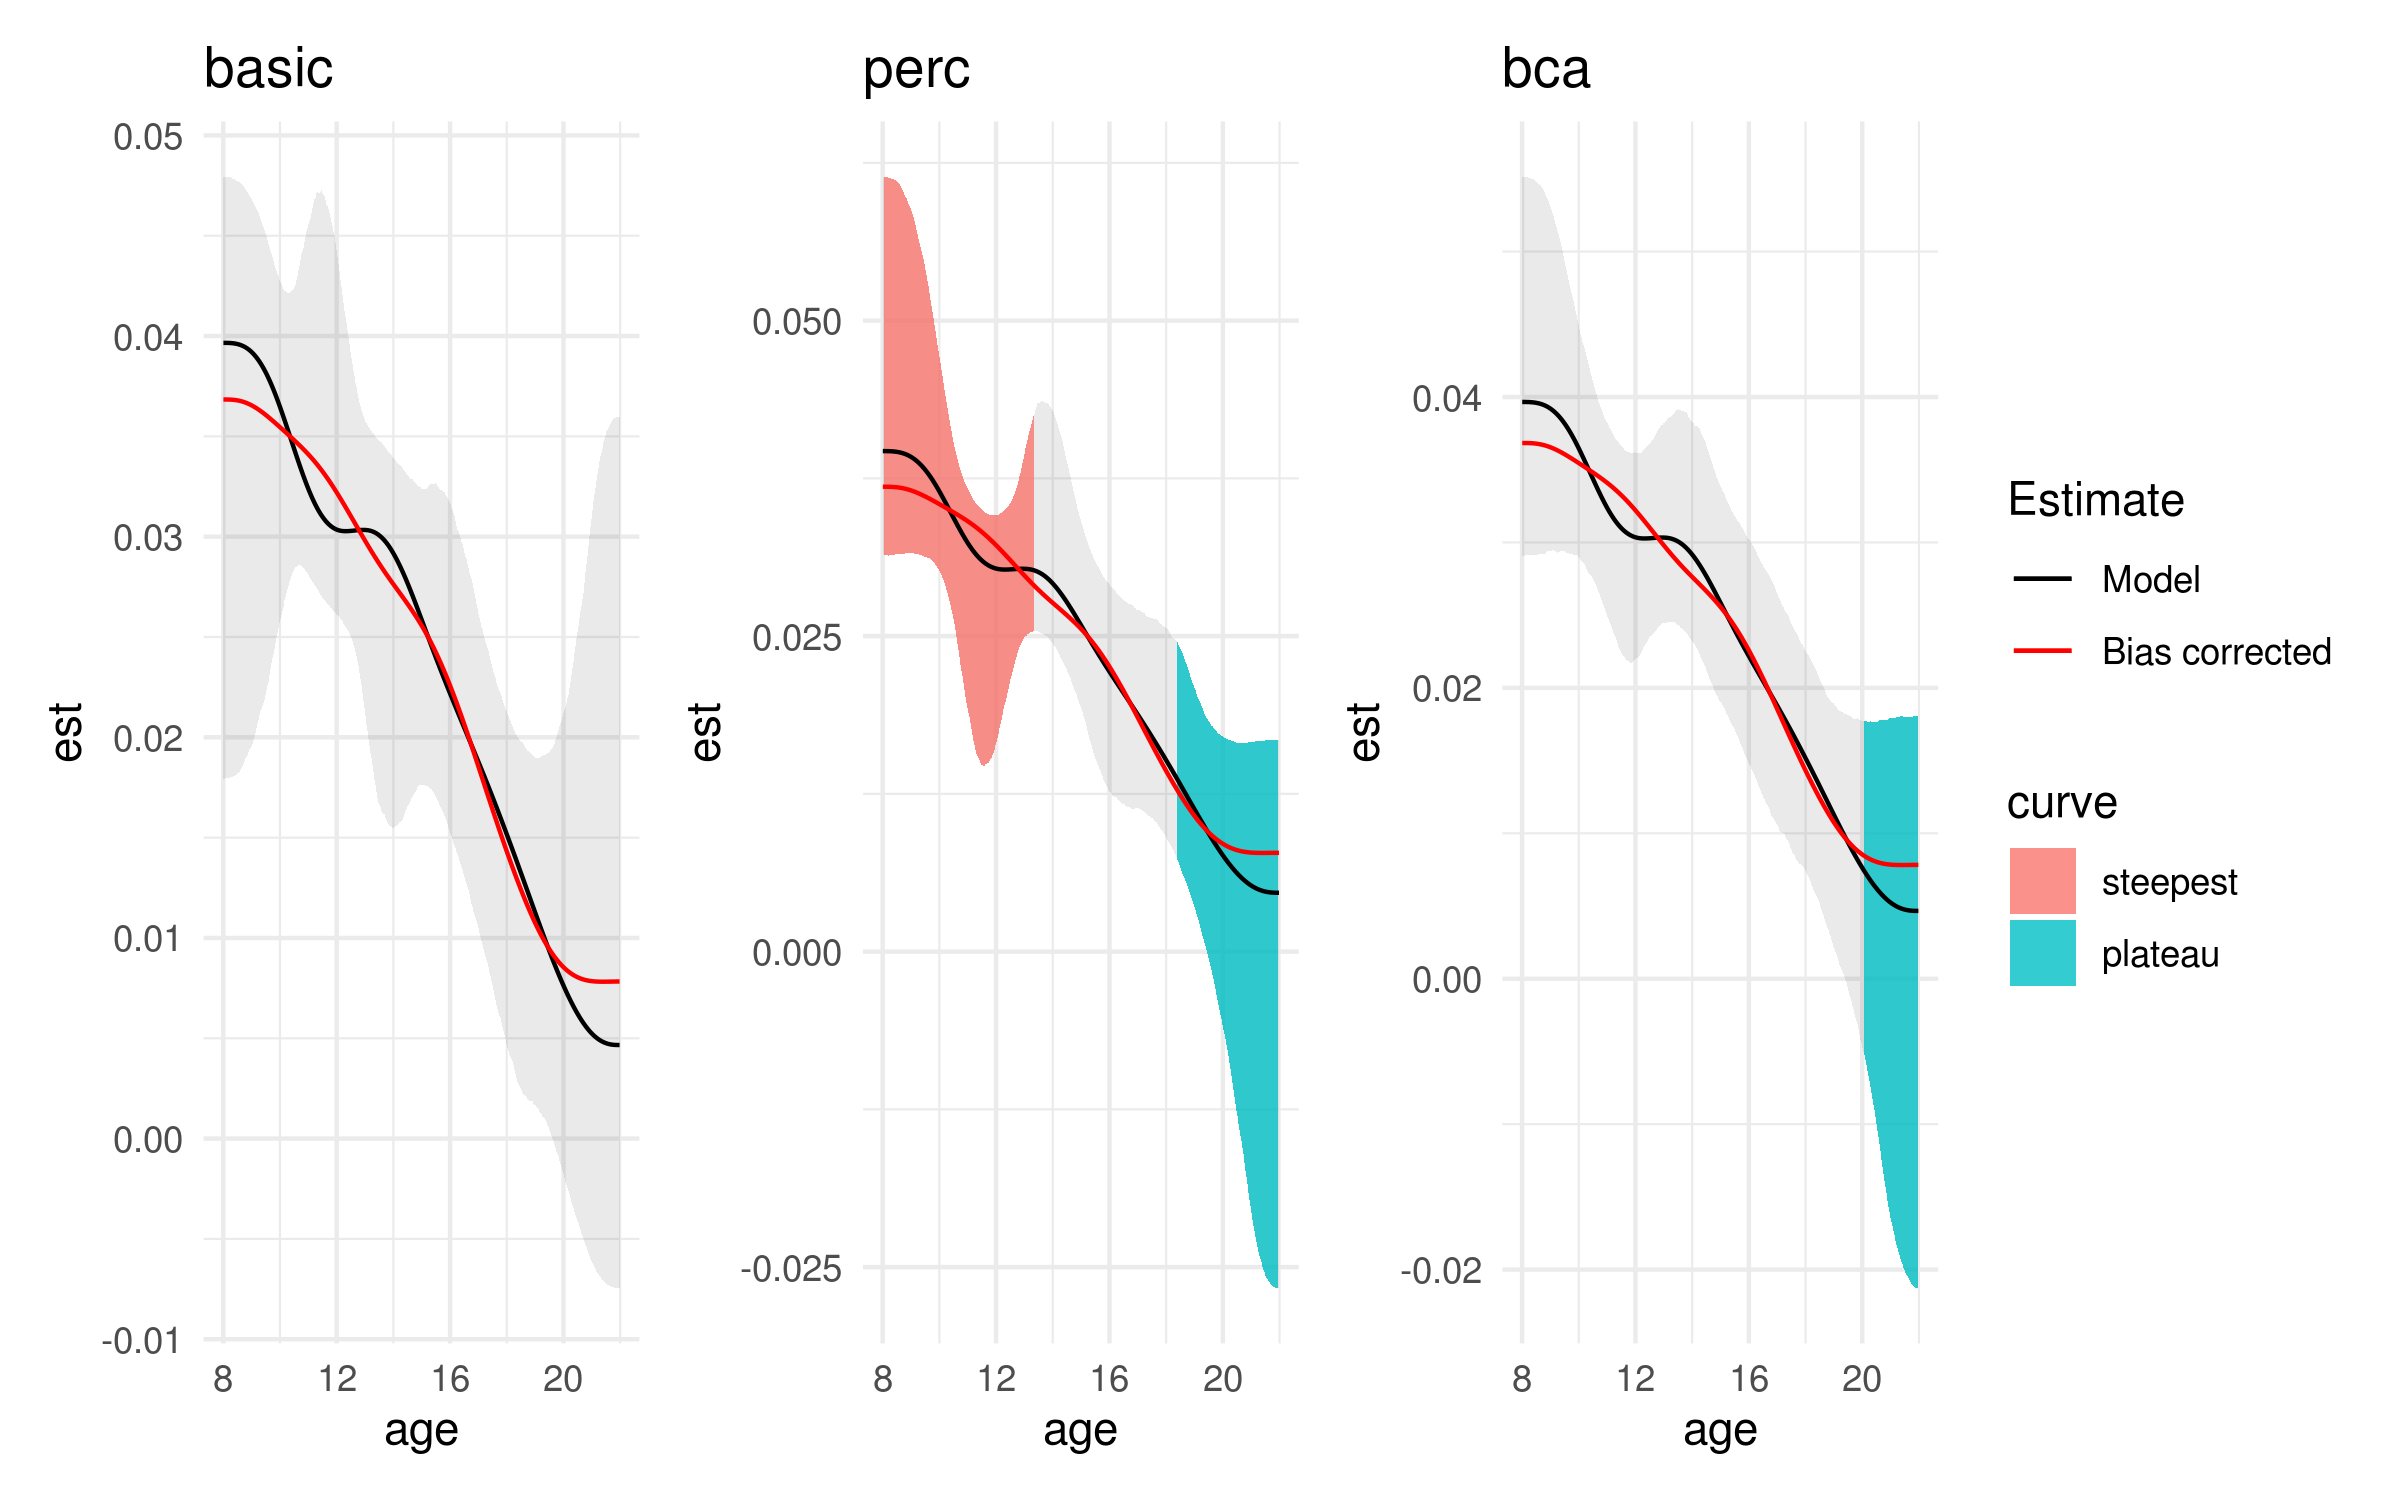 basic
0.05
0.04
0.03
0.02
0.01
0.00
-0.01
est
8 12 16 20
age
perc
0.050
0.025
0.000
-0.025
est
8 12 16 20
age
bca
0.04
0.02
0.00
-0.02
est
8 12 16 20
age
Estimate
Model
Bias corrected
curve
steepest
plateau